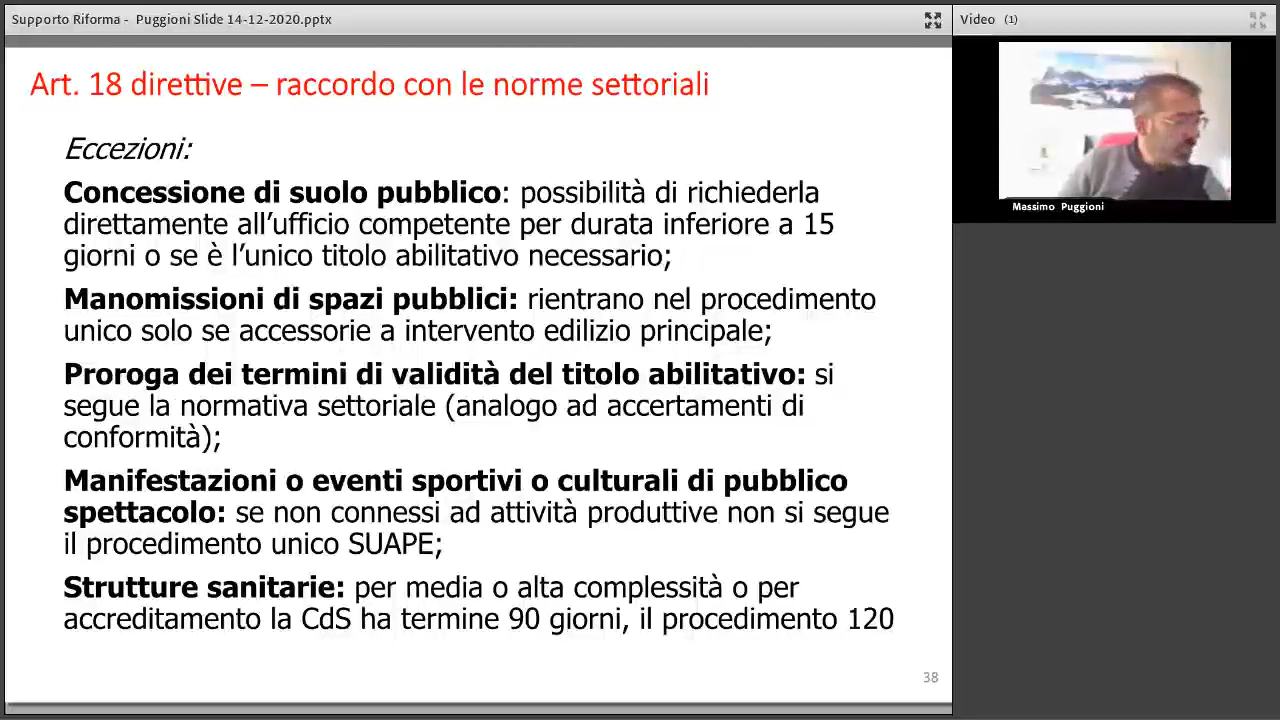 Supporto Riforma - Puggioni Slide 14-12-2020.pptx
Video (1)
Art. 18 direttive – raccordo con le norme settoriali
Eccezioni:
Concessione di suolo pubblico: possibilità di richiederla
direttamente all’ufficio competente per durata inferiore a 15
giorni o se è l’unico titolo abilitativo necessario;
Manomissioni di spazi pubblici: rientrano nel procedimento
unico solo se accessorie a intervento edilizio principale;
Proroga dei termini di validità del titolo abilitativo: si
segue la normativa settoriale (analogo ad accertamenti di
conformità);
Manifestazioni o eventi sportivi o culturali di pubblico
spettacolo: se non connessi ad attività produttive non si segue
il procedimento unico SUAPE;
Strutture sanitarie: per media o alta complessità o per
accreditamento la CdS ha termine 90 giorni, il procedimento 120
38
Massimo Puggioni